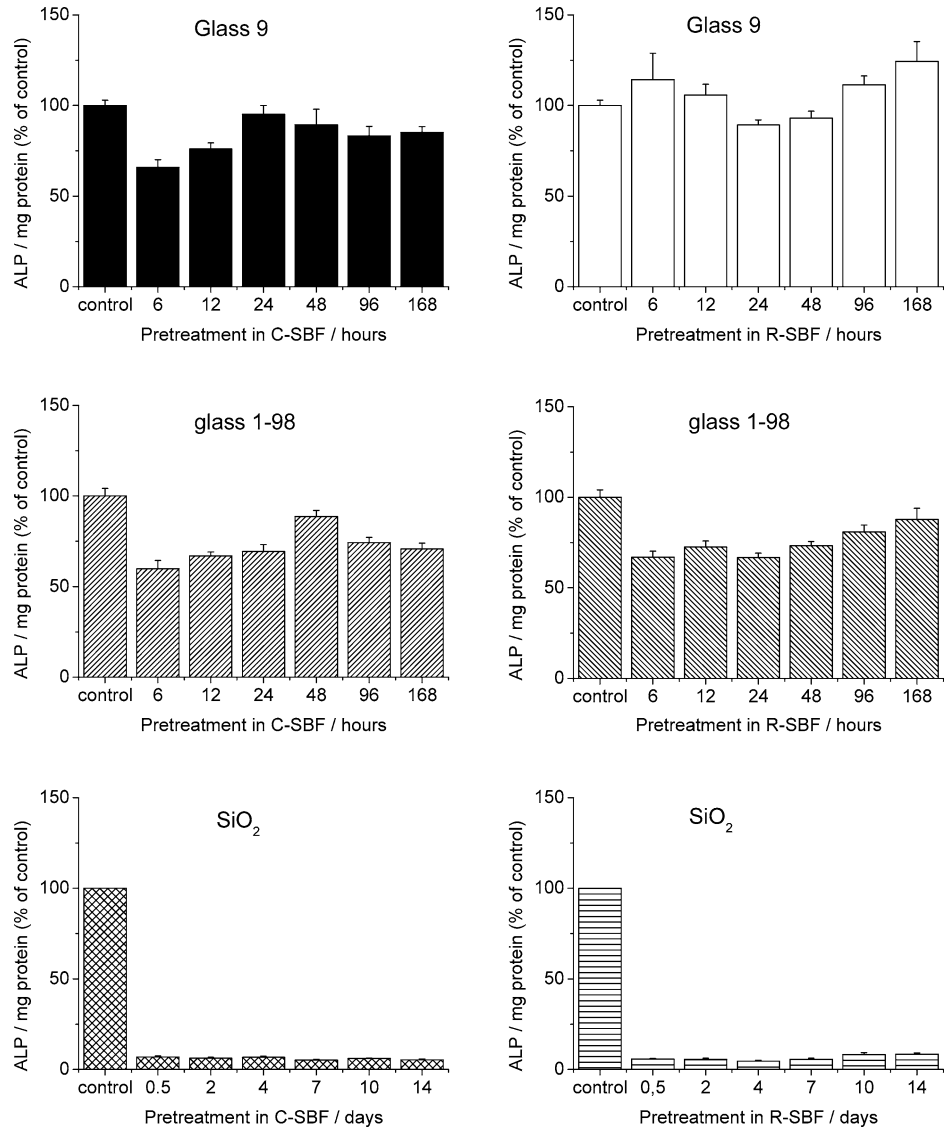 Glass 9
ALP / mg protein (% of control)
150
100
50
0
control 6 12 24 48 96 168
Pretreatment in C-SBF / hours
Glass 9
ALP / mg protein (% of control)
150
100
50
0
control 6 12 24 48 96 168
Pretreatment in R-SBF / hours
glass 1-98
ALP / mg protein (% of control)
150
100
50
0
control 6 12 24 48 96 168
Pretreatment in C-SBF / hours
glass 1-98
ALP / mg protein (% of control)
150
100
50
0
control 6 12 24 48 96 168
Pretreatment in R-SBF / hours
SiO₂
ALP / mg protein (% of control)
150
100
50
0
control 0.5 2 4 7 10 14
Pretreatment in C-SBF / days
SiO₂
ALP / mg protein (% of control)
150
100
50
0
control 0,5 2 4 7 10 14
Pretreatment in R-SBF / days